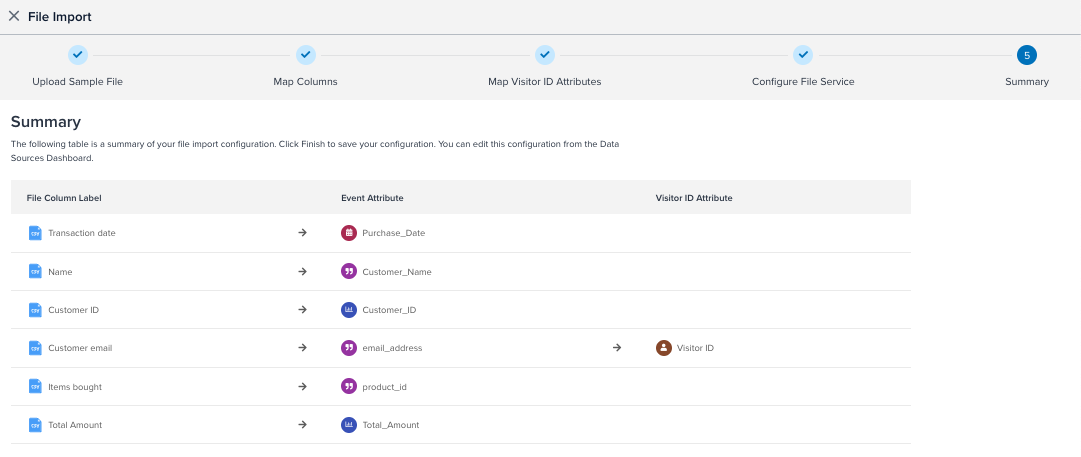 File Import
5
Upload Sample File
Map Columns
Map Visitor ID Attributes
Configure File Service
Summary
Summary
The following table is a summary of your file import configuration. Click Finish to save your configuration. You can edit this configuration from the Data
Sources Dashboard.
File Column Label Event Attribute Visitor ID Attribute
CSV Transaction date → Purchase_Date
CSV Name → Customer_Name
CSV Customer ID → Customer_ID
CSV Customer email → email_address → Visitor ID
CSV Items bought → product_id
CSV Total Amount → Total_Amount